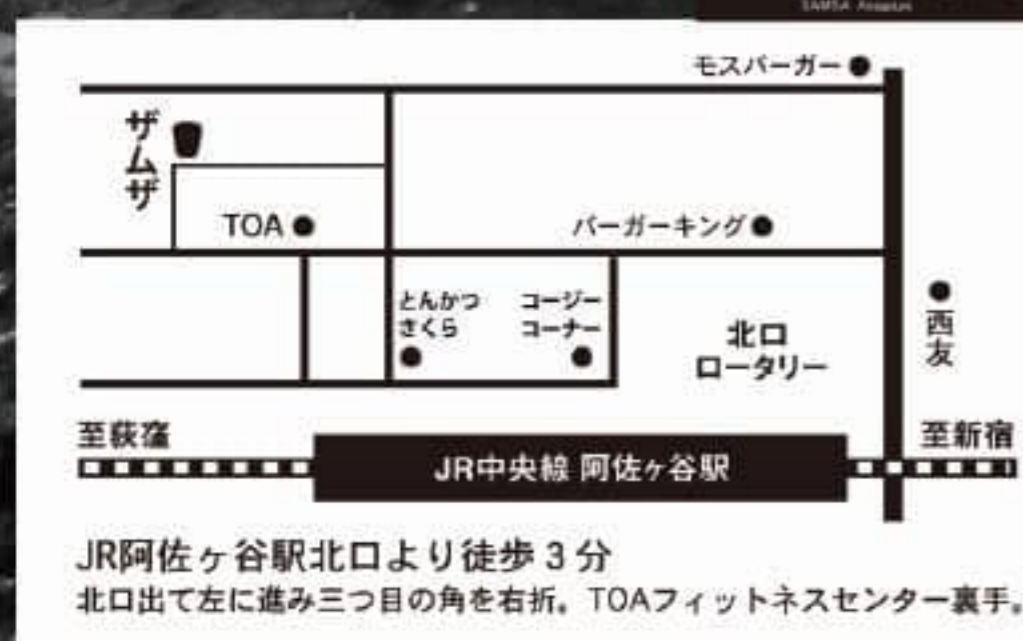 モスバーガー
ザムザ
TOA
バーガーキング
とんかつ
さくら
コージー
コーナー
北口
ロータリー
西友
至荻窪
JR中央線 阿佐ヶ谷駅
至新宿
JR阿佐ヶ谷駅北口より徒歩 3 分
北口出て左に進み三つ目の角を右折。TOAフィットネスセンター裏手。